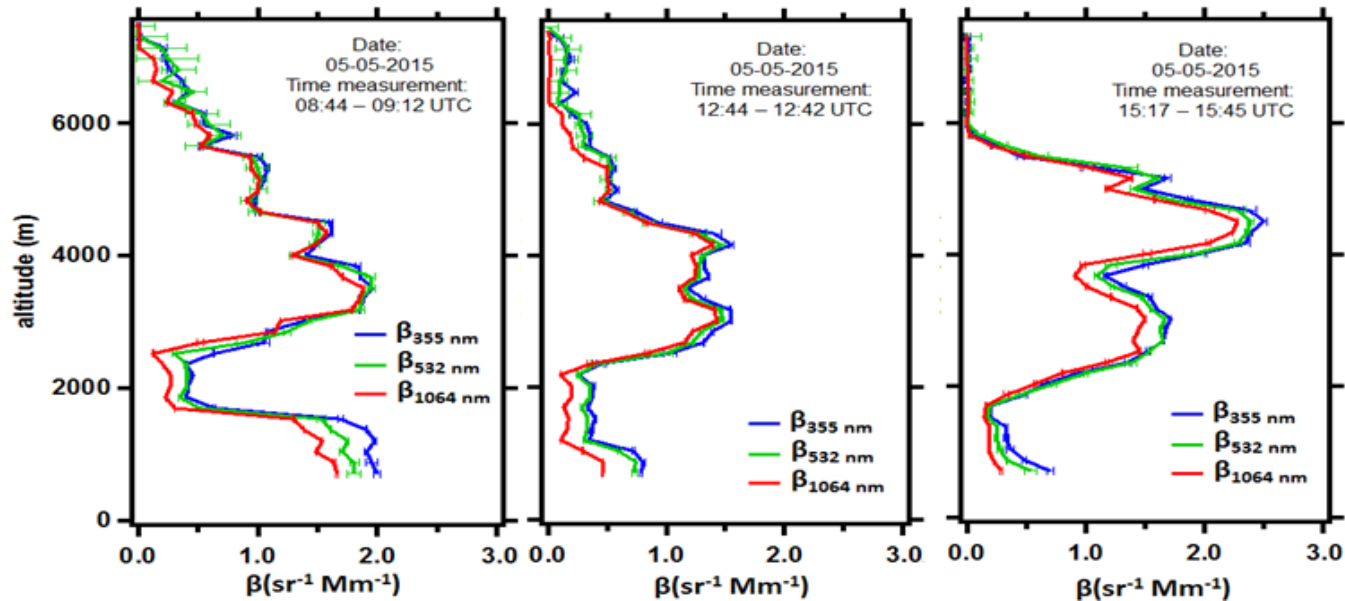 Date:
05-05-2015
Time measurement:
08:44 – 09:12 UTC
altitude (m)
6000
4000
2000
0
β355 nm
β532 nm
β1064 nm
0.0 1.0 2.0 3.0
β(sr-1 Mm-1)
Date:
05-05-2015
Time measurement:
12:44 – 12:42 UTC
β355 nm
β532 nm
β1064 nm
0.0 1.0 2.0 3.0
β(sr-1 Mm-1)
Date:
05-05-2015
Time measurement:
15:17 – 15:45 UTC
β355 nm
β532 nm
β1064 nm
0.0 1.0 2.0 3.0
β(sr-1 Mm-1)